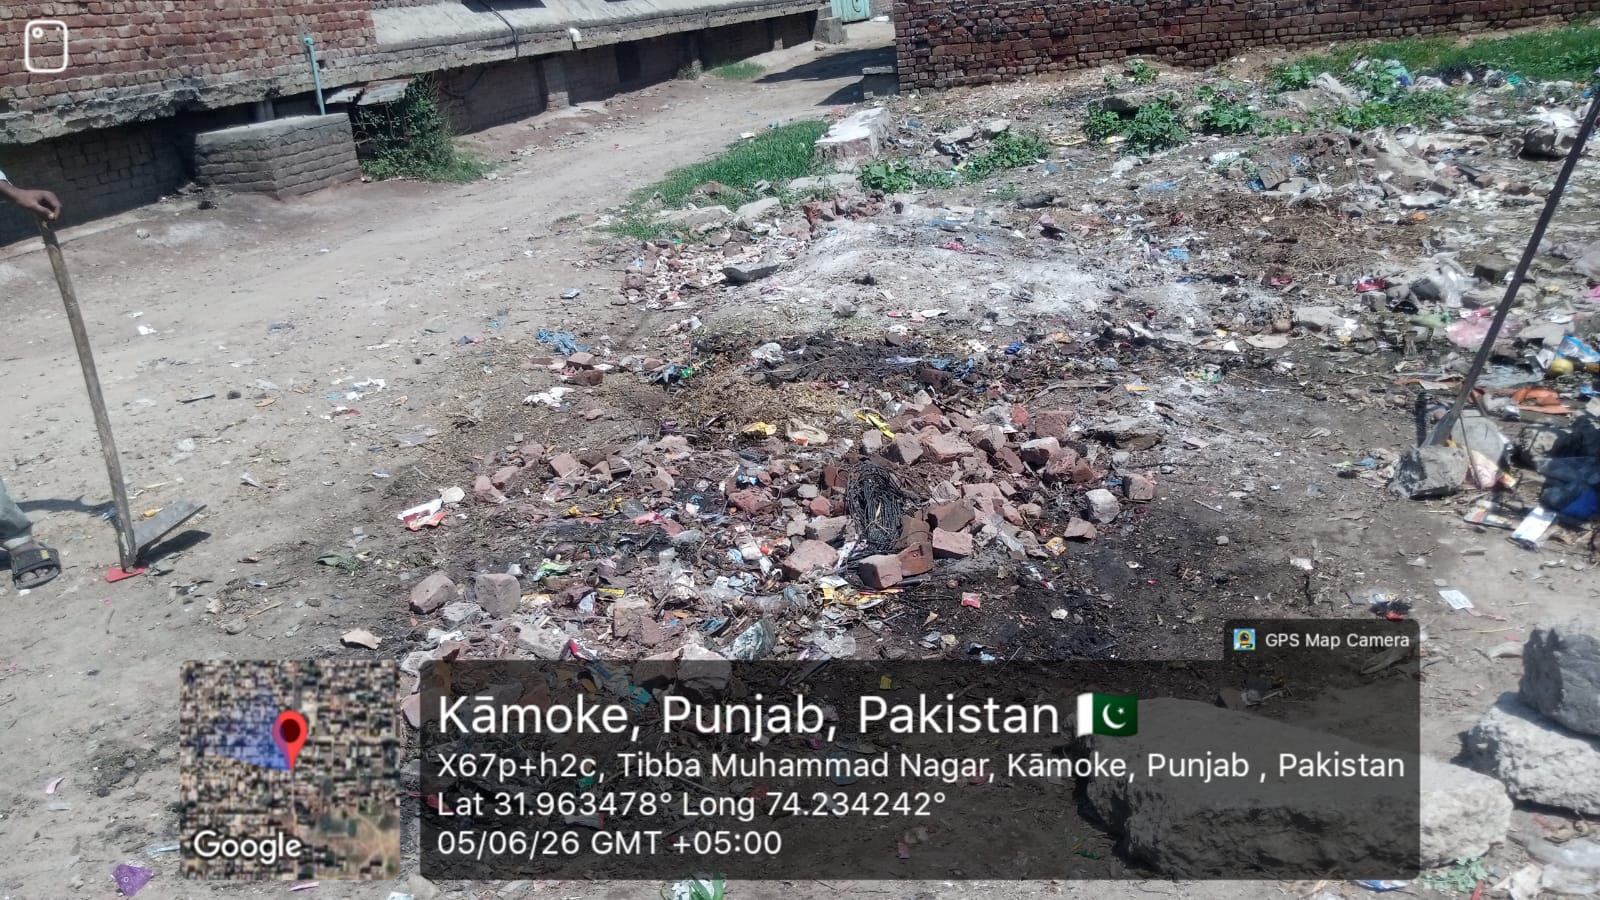 GPS Map Camera
Kāmoke, Punjab, Pakistan 🇵🇰
X67p+h2c, Tibba Muhammad Nagar, Kāmoke, Punjab , Pakistan
Lat 31.963478° Long 74.234242°
05/06/26 GMT +05:00
Google